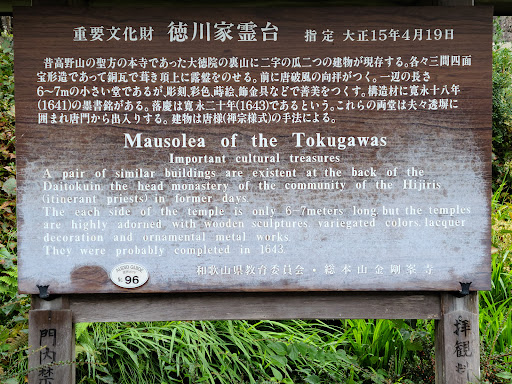 重要文化財 徳川家霊台 指定 大正15年4月19日
昔高野山の聖方の本寺であった大徳院の裏山に二字の瓜二つの建物が現存する。各々三間四面
宝形造であって銅瓦で葺き頂上に露盤をのせる。前に唐破風の向拝がつく。一辺の長さ
6〜7mの小さい堂であるが、彫刻、彩色、蒔絵、飾金具などで善美をつくす。構造材に寛永十八年
(1641)の墨書銘がある。落慶は寛永二十年(1643)であるという。これらの両堂は夫々透塀に
囲まれ唐門から出入りする。建物は唐様(禅宗様式)の手法による。
Mausolea of the Tokugawas
Important cultural treasures
A pair of similar buildings are existent at the back of the
Daitokuin the head monastery of the community of the Hijiris
(itinerant priests) in former days
The each side of the temple is only 6-7meters long but the temples
are highly adorned with wooden sculptures, variegated colors, lacquer
decoration and ornamental metal works
They were probably completed in 1643.
和歌山県教育委員会・総本山金剛峯寺
AUDIO GUIDE
96
門内禁
拝観料